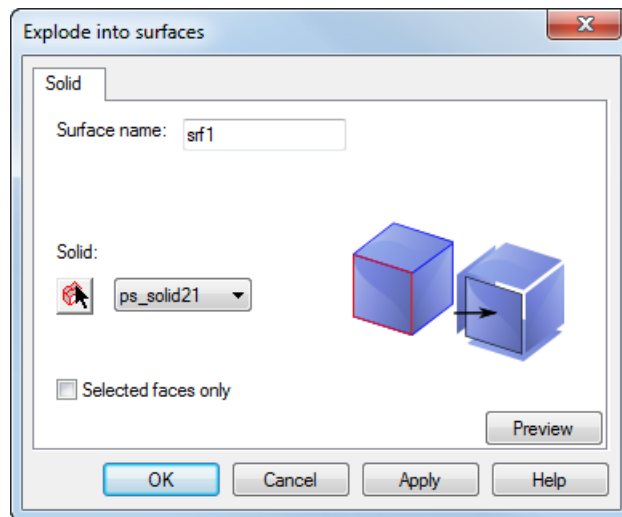 Explode into surfaces
Solid
Surface name: srf1
Solid:
ps_solid21
Selected faces only
Preview
OK Cancel Apply Help